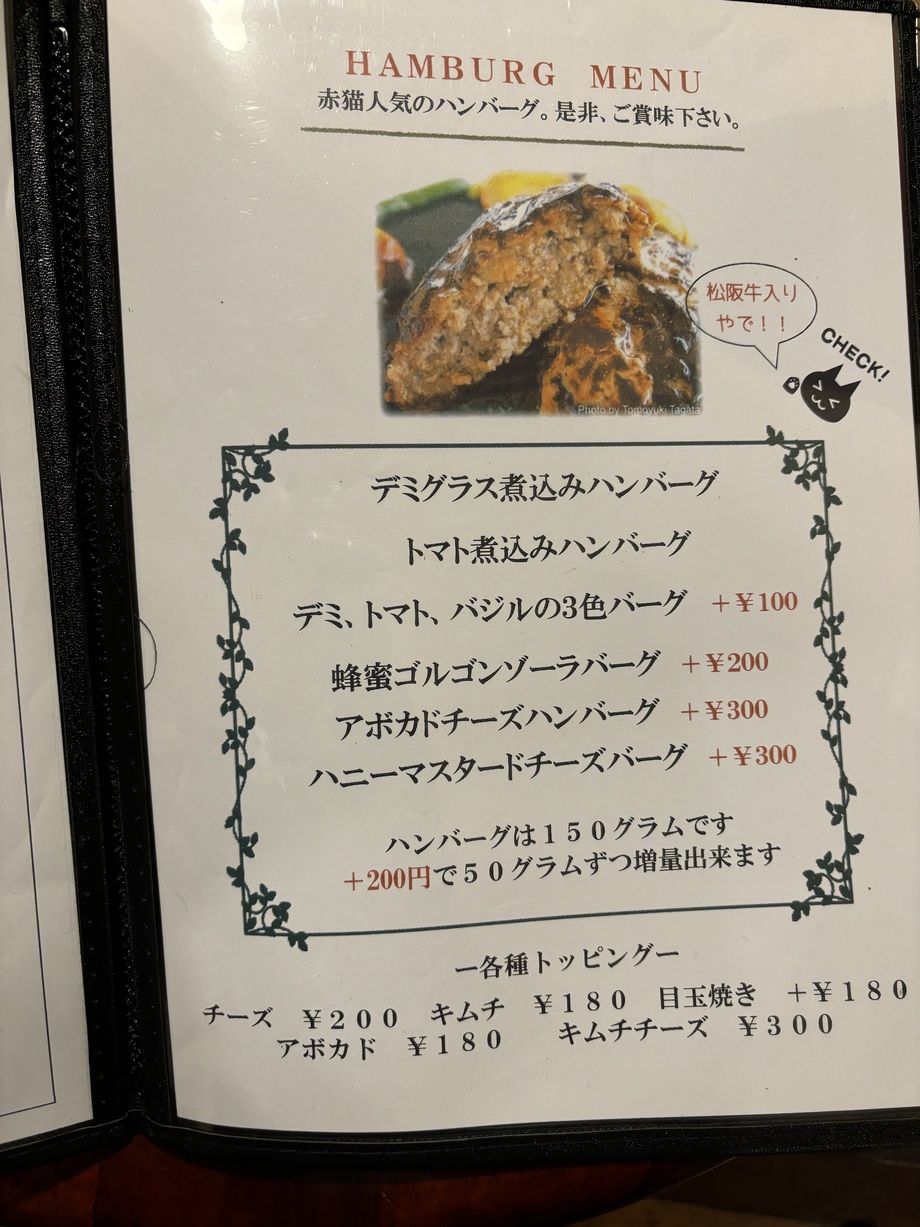 HAMBURG MENU
赤猫人気のハンバーグ。是非、ご賞味下さい。
松阪牛入り
やで！！
CHECK!
Photo by Tomoyuki Tagata
デミグラス煮込みハンバーグ
トマト煮込みハンバーグ
デミ、トマト、バジルの3色バーグ ＋￥100
蜂蜜ゴルゴンゾーラバーグ ＋￥200
アボカドチーズハンバーグ ＋￥300
ハニーマスタードチーズバーグ ＋￥300
ハンバーグは１５０グラムです
＋200円で５０グラムずつ増量出来ます
ー各種トッピングー
チーズ ￥２００ キムチ ￥１８０ 目玉焼き ＋￥１８０
アボカド ￥１８０ キムチチーズ ￥３００